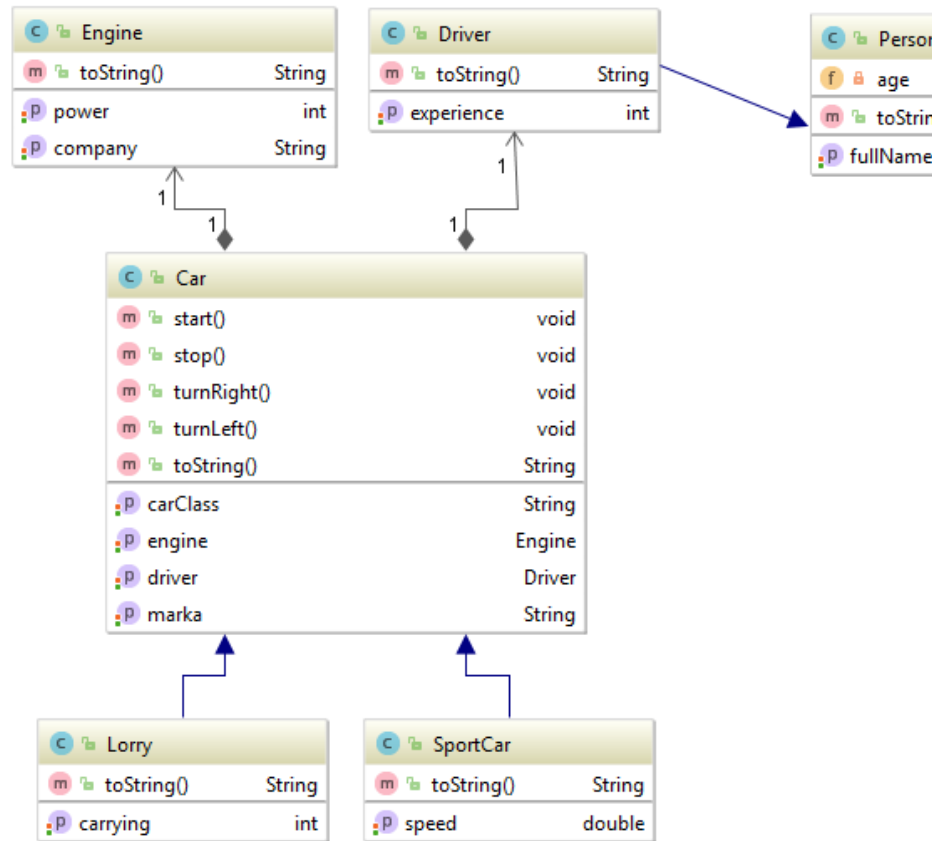 Engine
toString() String
power int
company String
Driver
toString() String
experience int
Person
age
toStrin
fullName
1
1
1
1
Car
start() void
stop() void
turnRight() void
turnLeft() void
toString() String
carClass String
engine Engine
driver Driver
marka String
Lorry
toString() String
carrying int
SportCar
toString() String
speed double